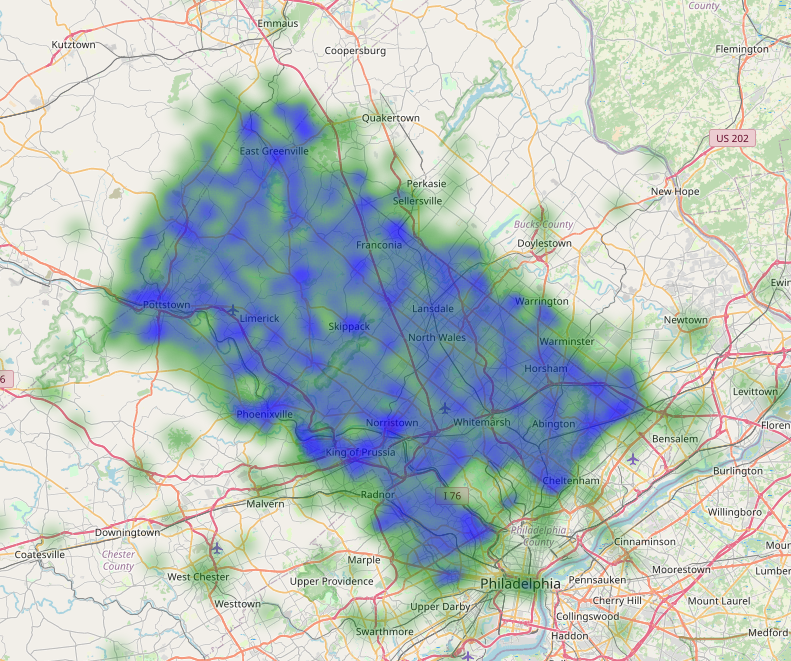 County
Emmaus
Kutztown
Coopersburg
Flemington
Quakertown
US 202
East Greenville
Perkasie
New Hope
Sellersville
Bucks County
Doylestown
Franconia
Ewin
Pottstown
Warrington
Limerick
Lansdale
Newtown
Skippack
North Wales
Warminster
Horsham
6
Levittown
Phoenixville
Norristown
Whitemarsh
Abington
Floren
Bensalem
King of Prussia
Burlington
Cheltenham
Radnor
I 76
Malvern
Willingboro
Downingtown
Philadelphia
County
Cinnaminson
Mour
Coatesville
Chester
County
Marple
Moorestown
Lumber
West Chester
Upper Providence
Philadelphia
Pennsauken
Westtown
Upper Darby
Cherry Hill
Mount Laurel
Collingswood
Swarthmore
Haddon
Medford